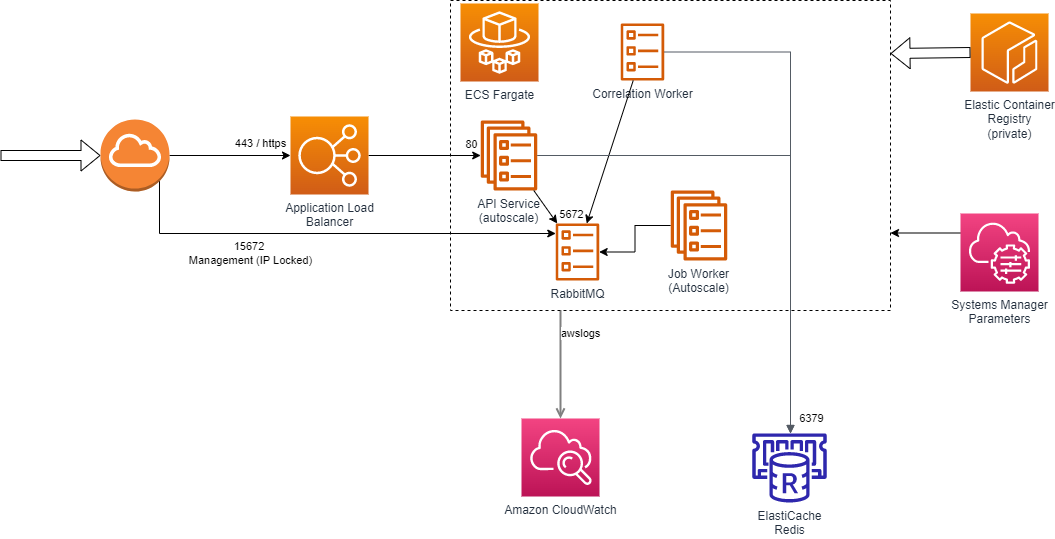 ECS Fargate
Correlation Worker
Elastic Container
Registry
(private)
443 / https
80
Application Load
Balancer
API Service
(autoscale)
5672
15672
Management (IP Locked)
RabbitMQ
Job Worker
(Autoscale)
Systems Manager
Parameters
awslogs
6379
Amazon CloudWatch
R
ElastiCache
Redis